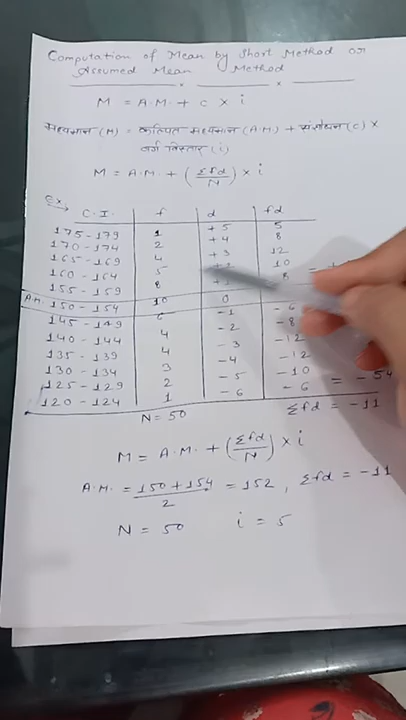 Computation of Mean by Short Method or
Assumed Mean Method
M = A.M + c × i
मध्यमान (M) = कल्पित मध्यमान (A.M.) + संशोधन (c) ×
वर्ग विस्तार (i)
M = A.M. + (Σfd/N) × i
Ex.
C.I. f d fd
175-179 1 +5 5
170-174 2 +4 8
165-169 4 +3 12
160-164 5 10
155-159 8 8 =
A.M. 150-154 10 0
145-149 6 -1 -6
140-144 4 -2 -8
135-139 4 -3 -12
130-134 3 -4 -12
125-129 2 -5 -10
120-124 1 -6 -6 = -54
N = 50 Σfd = -11
M = A.M. + (Σfd/N) × i
A.M. = 150+154/2 = 152, Σfd = -11
N = 50 i = 5